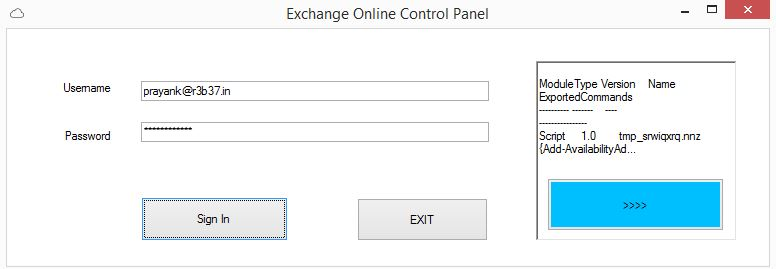 Exchange Online Control Panel
Username
prayank@r3b37.in
Password
************
Sign In
EXIT
ModuleType Version Name
ExportedCommands
---------- ------- ----
----------------
Script 1.0 tmp_srwiqxrq.nnz
{Add-AvailabilityAd...
>>>>